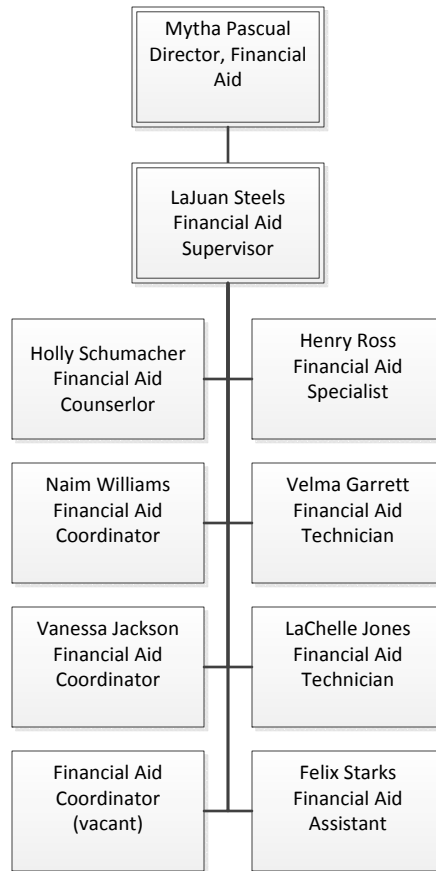 Mytha Pascual
Director, Financial
Aid
LaJuan Steels
Financial Aid
Supervisor
Holly Schumacher
Financial Aid
Counserlor
Henry Ross
Financial Aid
Specialist
Naim Williams
Financial Aid
Coordinator
Velma Garrett
Financial Aid
Technician
Vanessa Jackson
Financial Aid
Coordinator
LaChelle Jones
Financial Aid
Technician
Financial Aid
Coordinator
(vacant)
Felix Starks
Financial Aid
Assistant